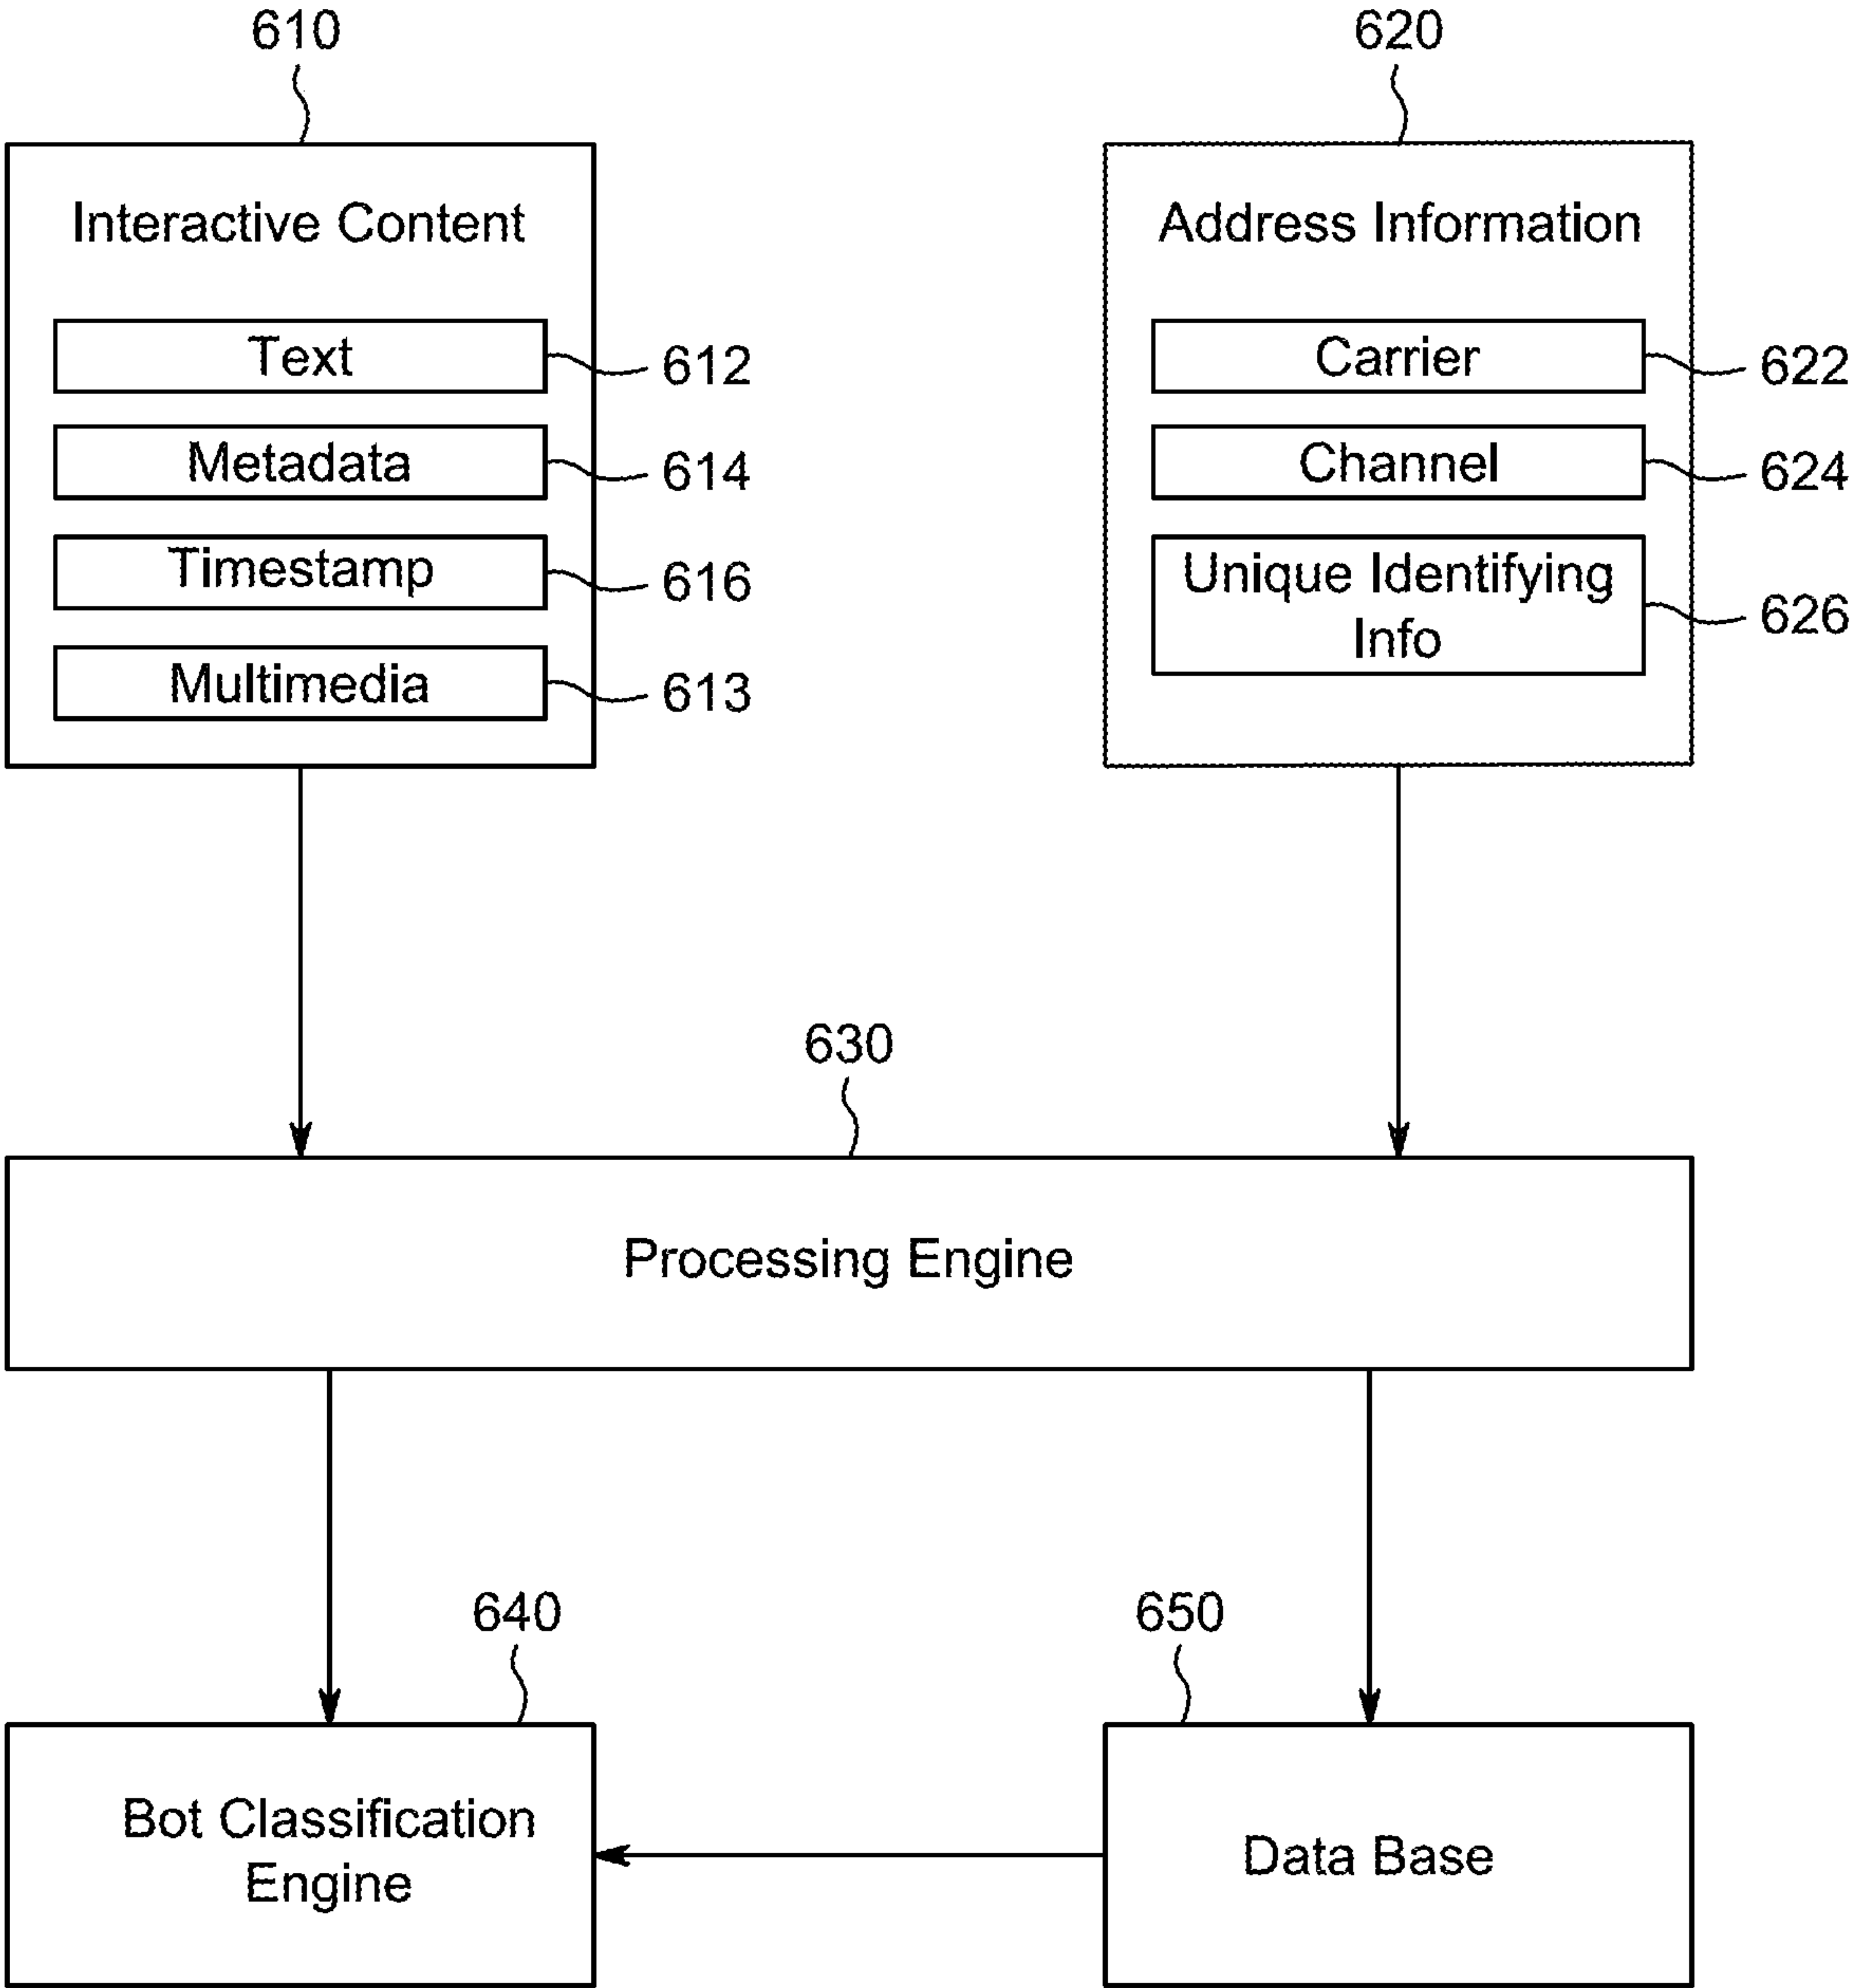 610
620
Interactive Content
Text
612
Metadata
614
Timestamp
616
Multimedia
613
Address Information
Carrier
622
Channel
624
Unique Identifying
Info
626
630
Processing Engine
640
Bot Classification
Engine
650
Data Base